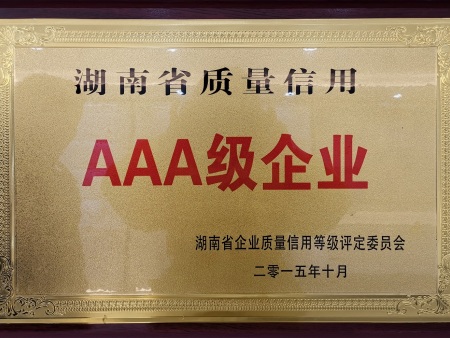 湖南省质量信用
AAA级企业
湖南省企业质量信用等级评定委员会
二零一五年十月